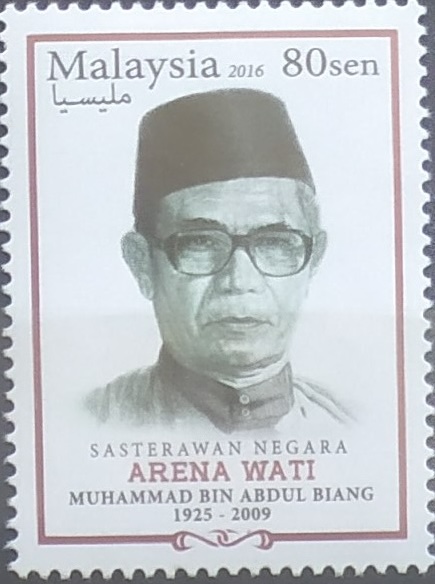 Malaysia 2016 80sen
مليسيا
SASTERAWAN NEGARA
ARENA WATI
MUHAMMAD BIN ABDUL BIANG
1925 - 2009